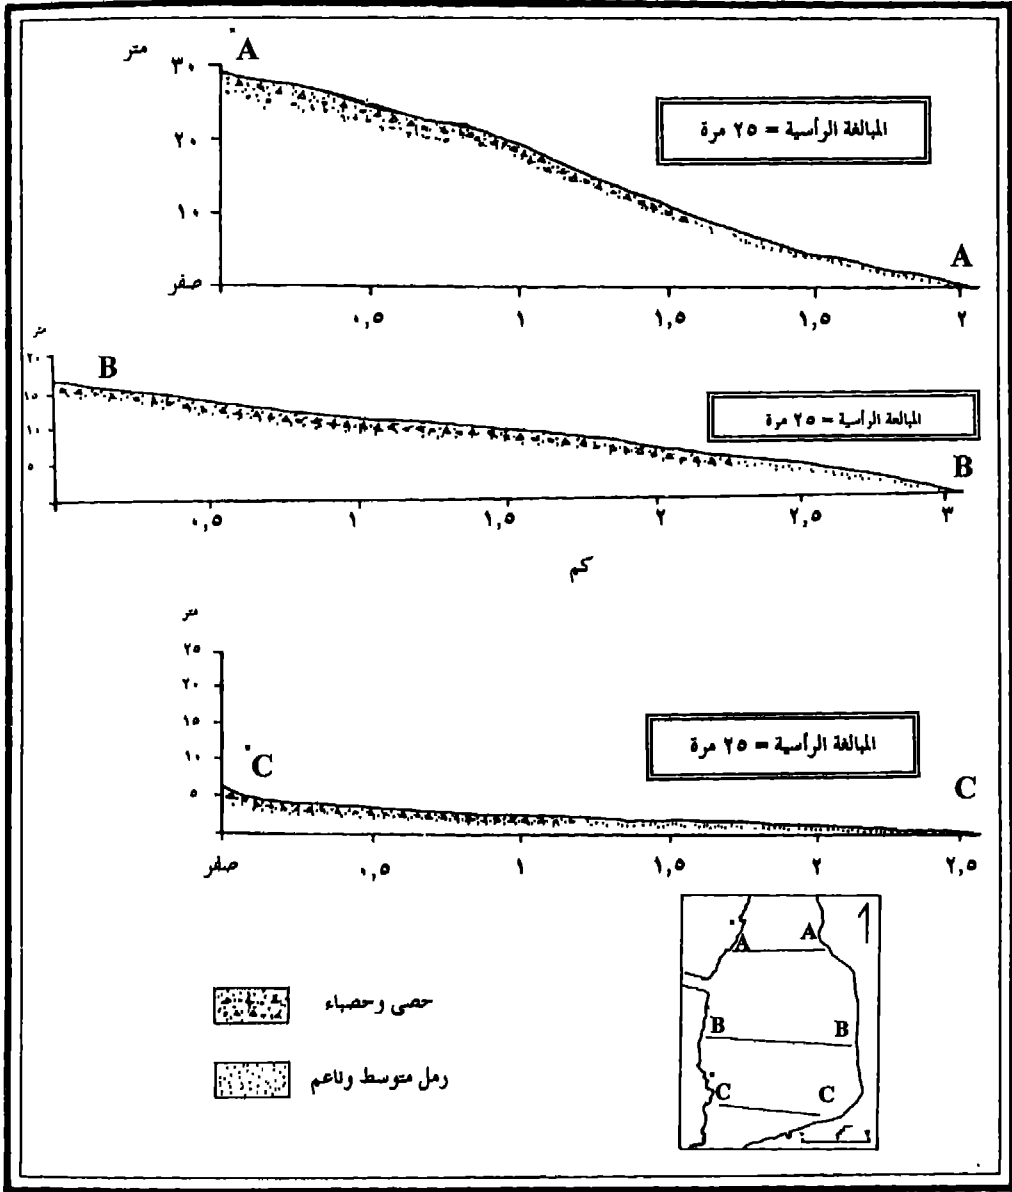 A
متر
٣٠
المبالغة الرأسية = ٢٥ مرة
٢٠
١٠
A
صفر
٠,٥ ١ ١,٥ ١,٥ ٢
متر
٢٠
B
١٥
المبالغة الرأسية = ٢٥ مرة
١٠
B
٥
٠,٥ ١ ١,٥ ٢ ٢,٥ ٣
كم
متر
٢٥
٢٠
١٥
المبالغة الرأسية = ٢٥ مرة
١٠
C
C
٥
صفر ٠,٥ ١ ١,٥ ٢ ٢,٥
A A
B B
C C
حصى وحصباء
رمل متوسط وناعم